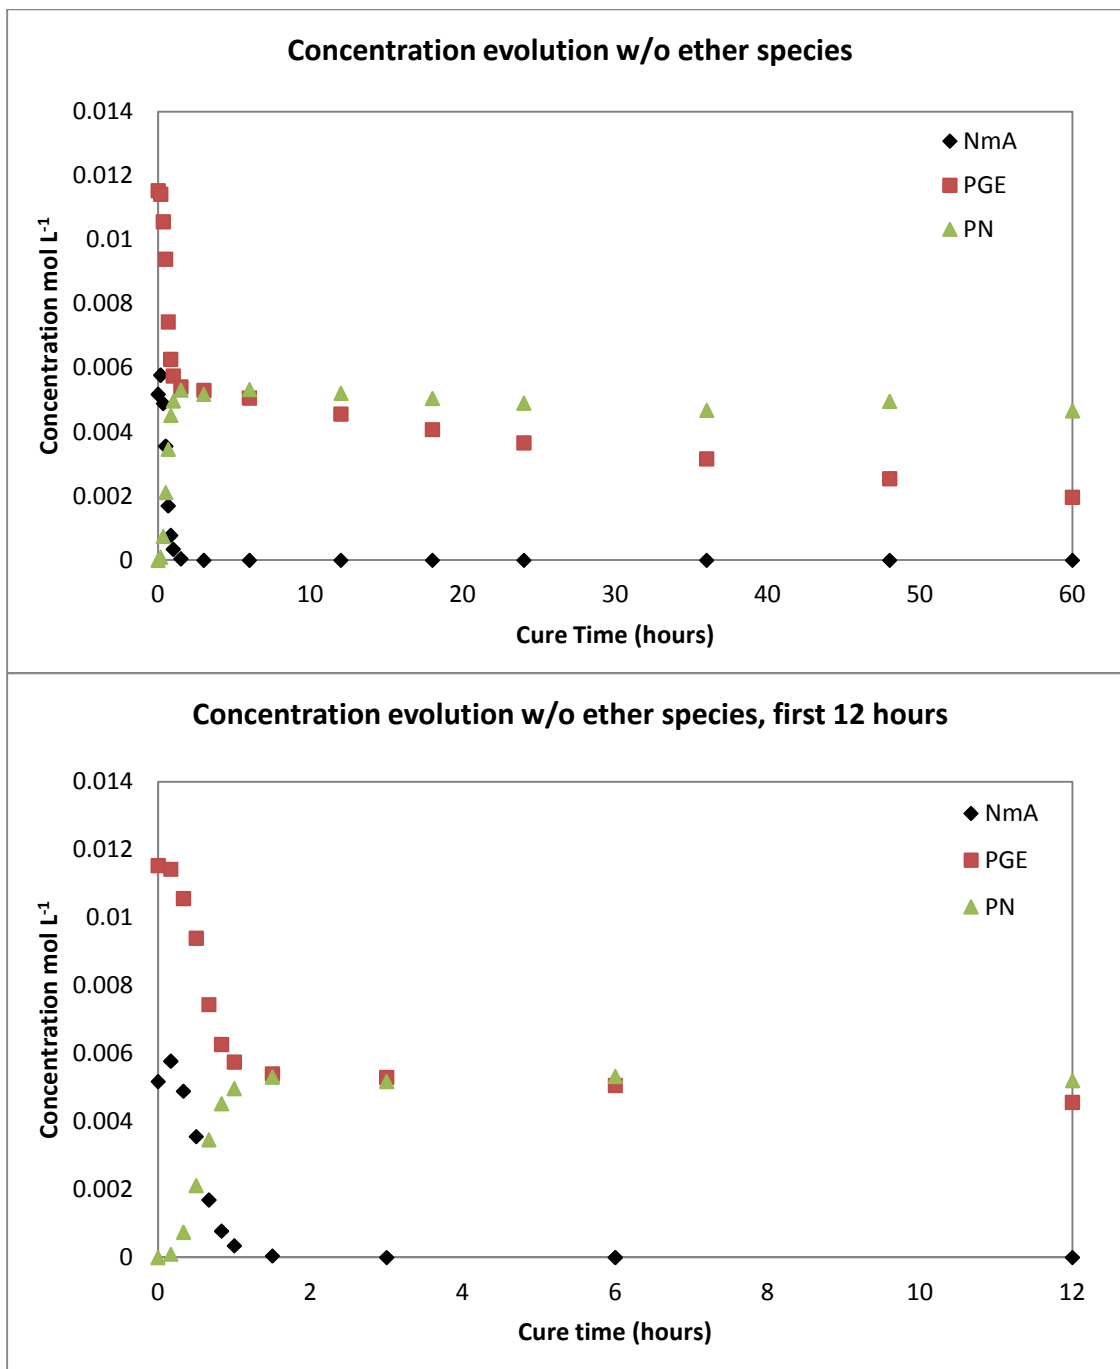 Concentration evolution w/o ether species
0.014
0.012
0.01
0.008
0.006
0.004
0.002
0
Concentration mol L-1
NmA
PGE
PN
0 10 20 30 40 50 60
Cure Time (hours)
Concentration evolution w/o ether species, first 12 hours
0.014
0.012
0.01
0.008
0.006
0.004
0.002
0
Concentration mol L-1
NmA
PGE
PN
0 2 4 6 8 10 12
Cure time (hours)